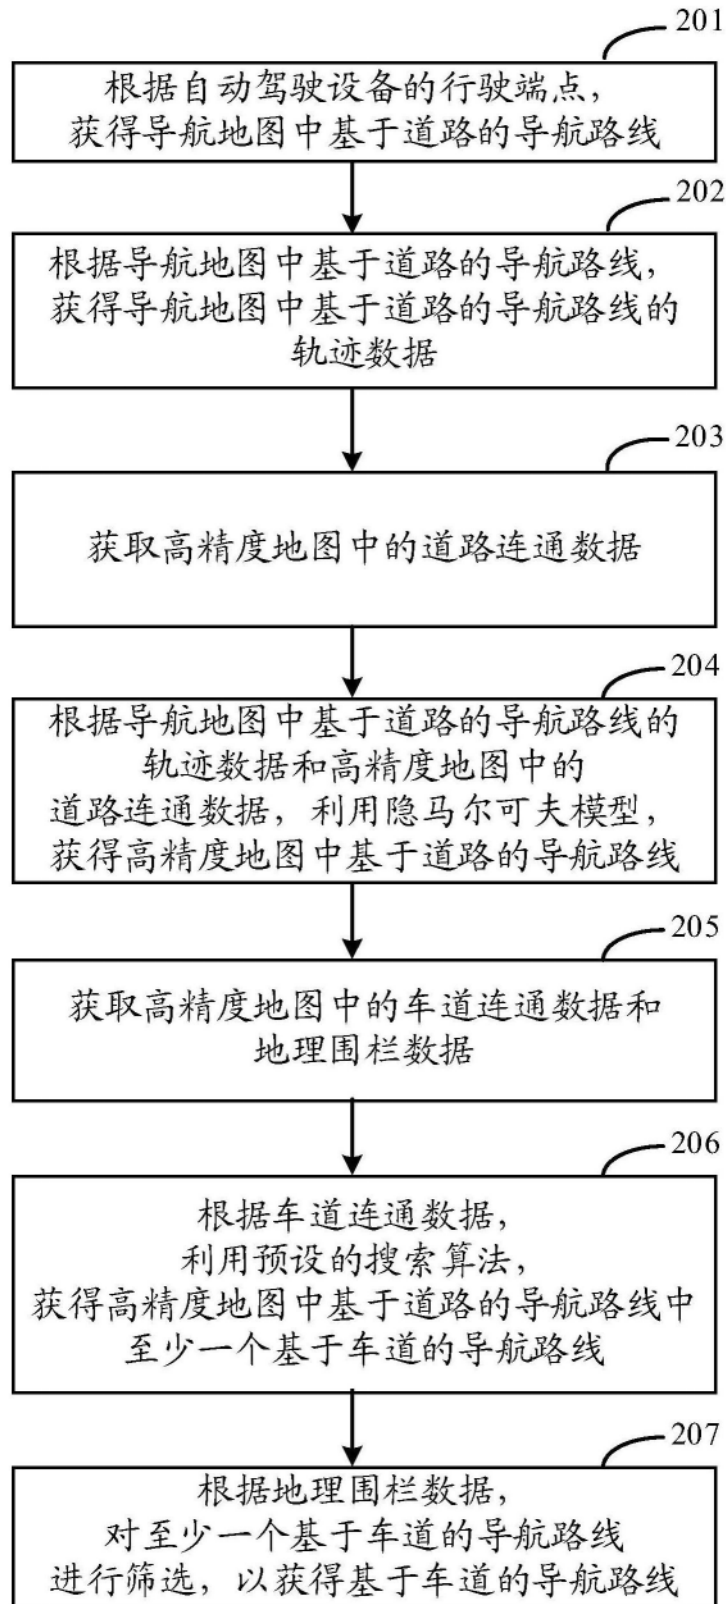 201
根据自动驾驶设备的行驶端点，
获得导航地图中基于道路的导航路线
202
根据导航地图中基于道路的导航路线，
获得导航地图中基于道路的导航路线的
轨迹数据
203
获取高精度地图中的道路连通数据
204
根据导航地图中基于道路的导航路线的
轨迹数据和高精度地图中的
道路连通数据，利用隐马尔可夫模型，
获得高精度地图中基于道路的导航路线
205
获取高精度地图中的车道连通数据和
地理围栏数据
206
根据车道连通数据，
利用预设的搜索算法，
获得高精度地图中基于道路的导航路线中
至少一个基于车道的导航路线
207
根据地理围栏数据，
对至少一个基于车道的导航路线
进行筛选，以获得基于车道的导航路线